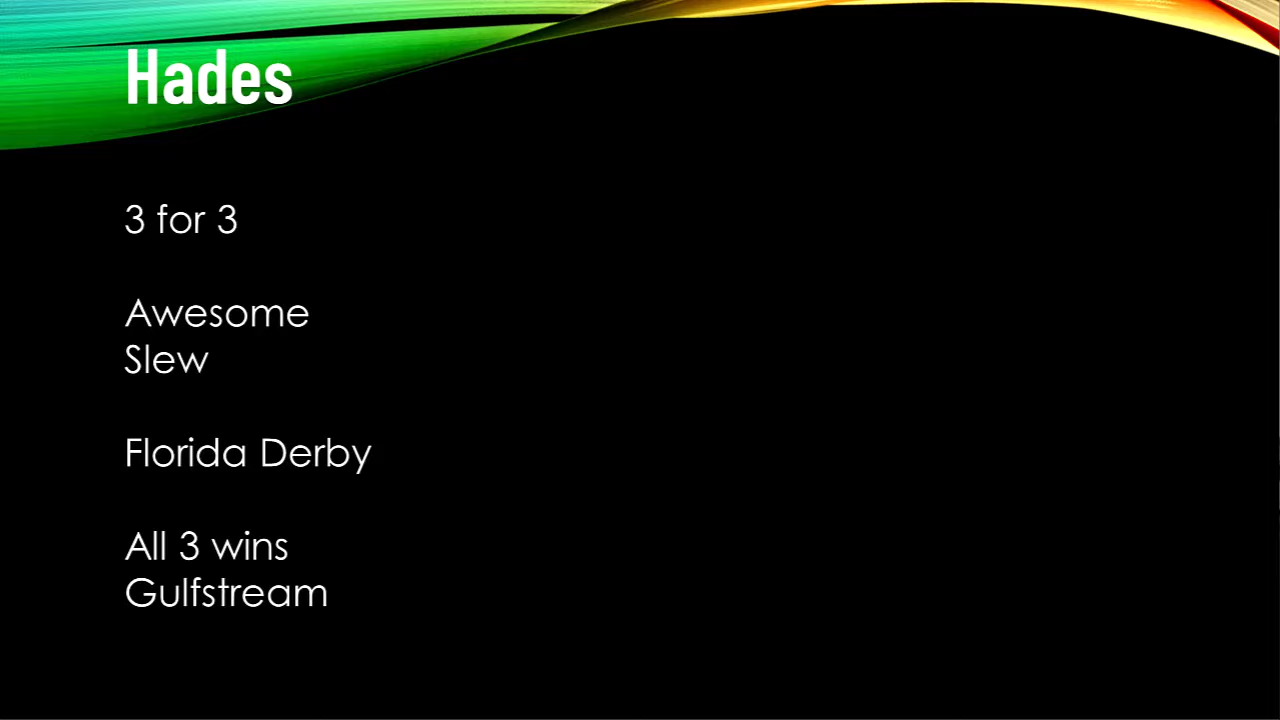 Hades
3 for 3
Awesome
Slew
Florida Derby
All 3 wins
Gulfstream